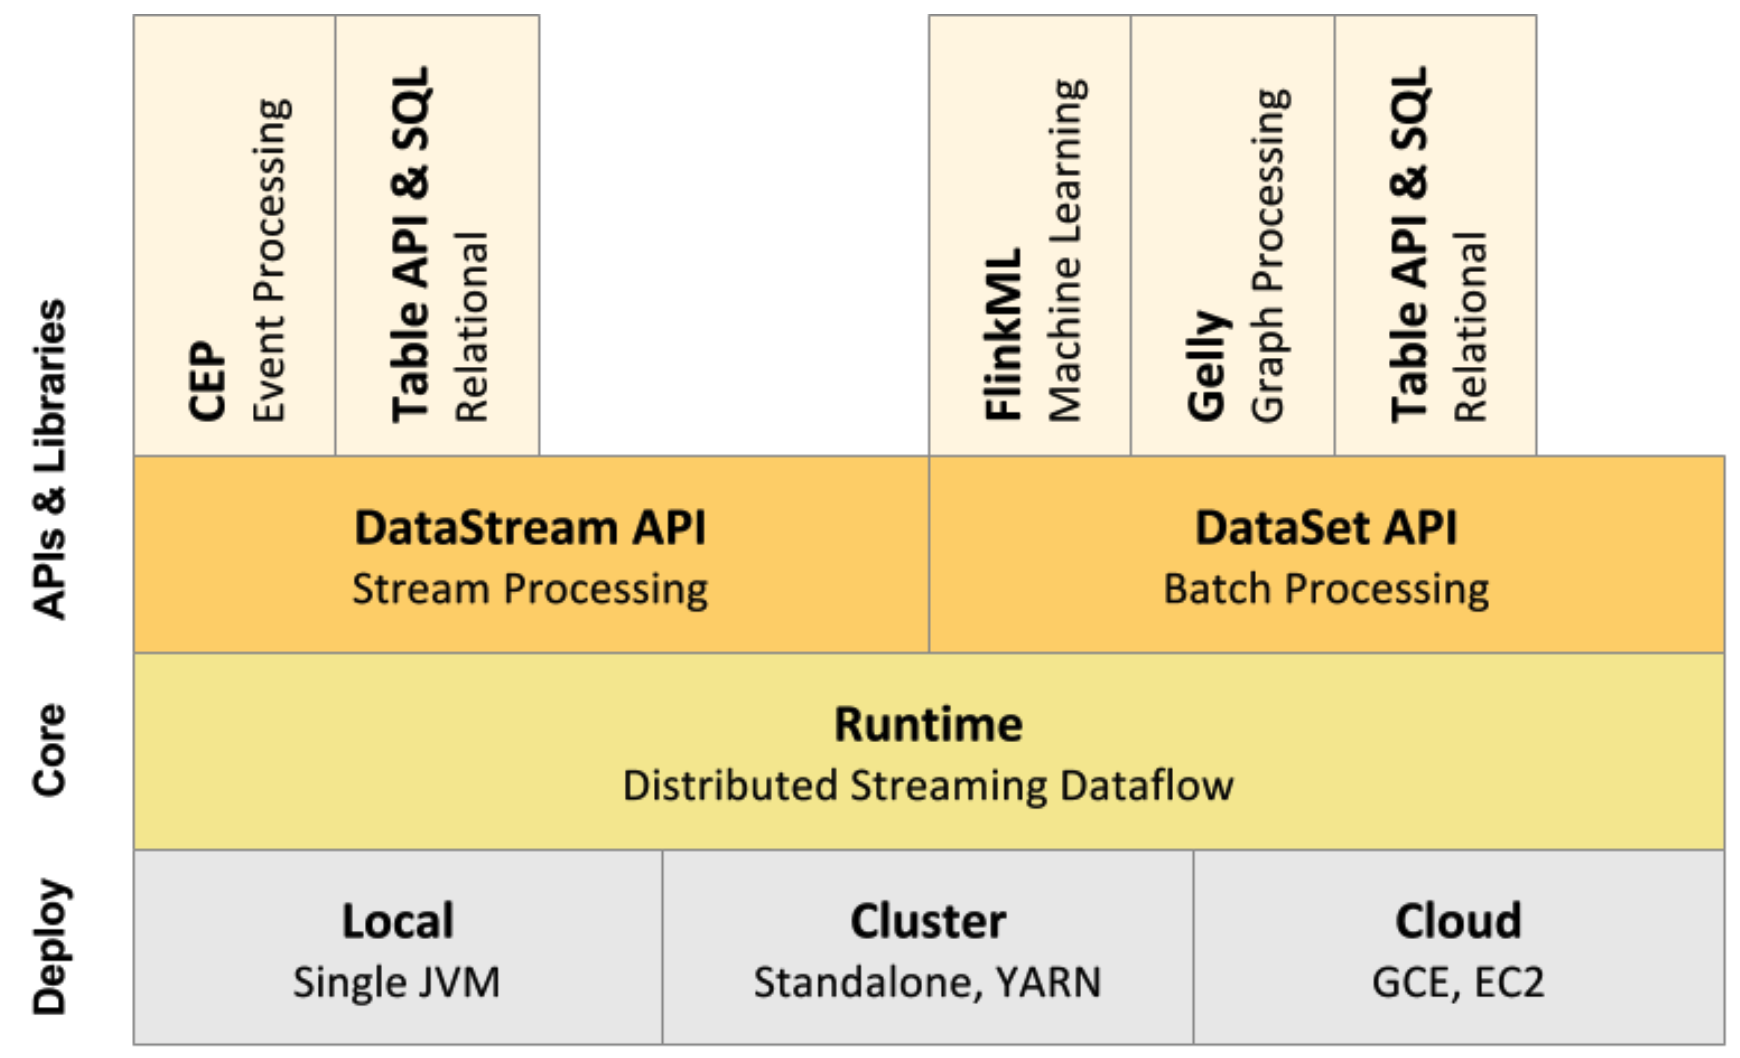 APIs & Libraries
CEP
Event Processing
Table API & SQL
Relational
FlinkML
Machine Learning
Gelly
Graph Processing
Table API & SQL
Relational
DataStream API
Stream Processing
DataSet API
Batch Processing
Core
Runtime
Distributed Streaming Dataflow
Deploy
Local
Single JVM
Cluster
Standalone, YARN
Cloud
GCE, EC2